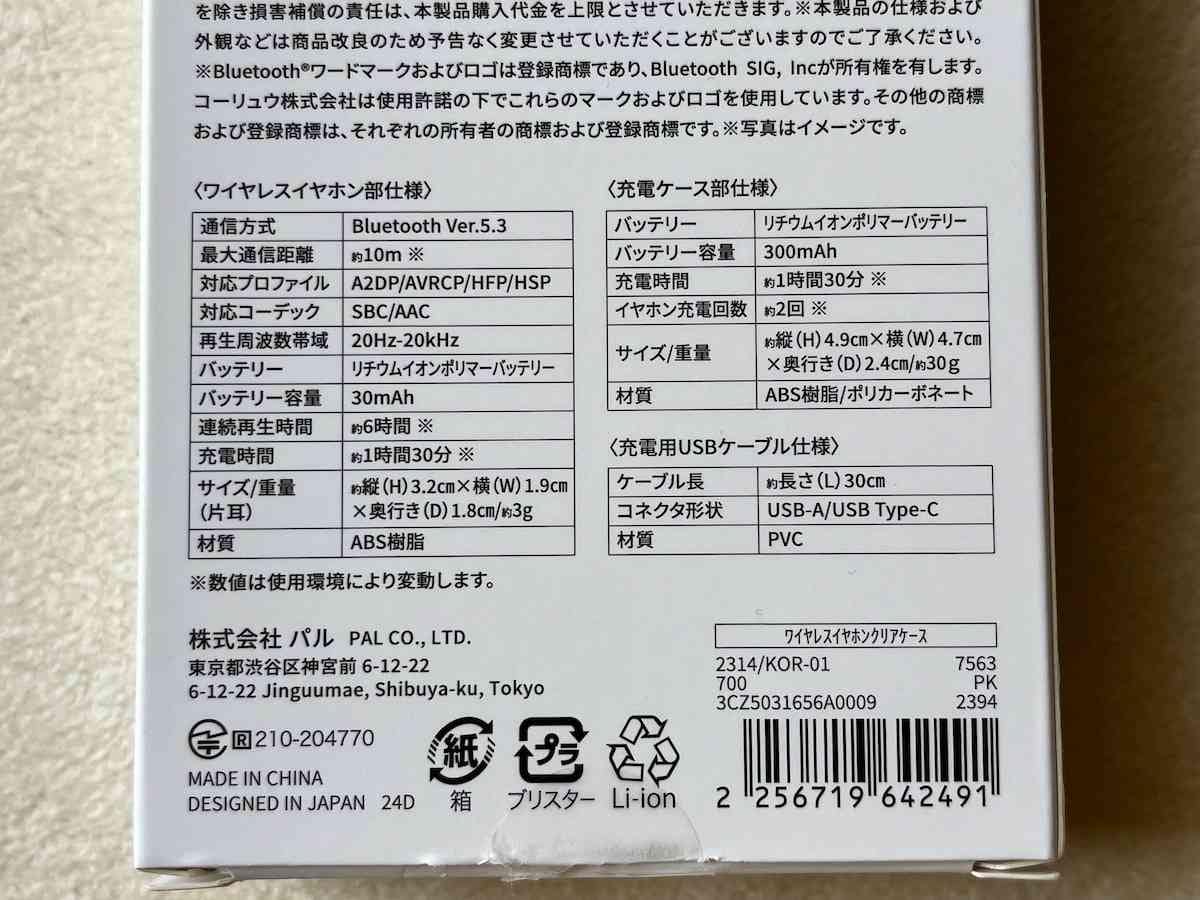 を除き損害補償の責任は、本製品購入代金を上限とさせていただきます。※本製品の仕様および
外観などは商品改良のため予告なく変更させていただくことがございますのでご了承ください。
※Bluetooth®ワードマークおよびロゴは登録商標であり、Bluetooth SIG, Incが所有権を有します。
コーリュウ株式会社は使用許諾の下でこれらのマークおよびロゴを使用しています。その他の商標
および登録商標は、それぞれの所有者の商標および登録商標です。※写真はイメージです。
〈ワイヤレスイヤホン部仕様〉
通信方式 Bluetooth Ver.5.3
最大通信距離 約10m ※
対応プロファイル A2DP/AVRCP/HFP/HSP
対応コーデック SBC/AAC
再生周波数帯域 20Hz-20kHz
バッテリー リチウムイオンポリマーバッテリー
バッテリー容量 30mAh
連続再生時間 約6時間 ※
充電時間 約1時間30分 ※
サイズ/重量 約縦(H)3.2㎝×横(W)1.9㎝
(片耳) ×奥行き(D)1.8㎝/約3g
材質 ABS樹脂
※数値は使用環境により変動します。
〈充電ケース部仕様〉
バッテリー リチウムイオンポリマーバッテリー
バッテリー容量 300mAh
充電時間 約1時間30分 ※
イヤホン充電回数 約2回 ※
サイズ/重量 約縦(H)4.9㎝×横(W)4.7㎝
×奥行き(D)2.4㎝/約30g
材質 ABS樹脂/ポリカーボネート
〈充電用USBケーブル仕様〉
ケーブル長 約長さ(L)30㎝
コネクタ形状 USB-A/USB Type-C
材質 PVC
株式会社 パル PAL CO., LTD.
東京都渋谷区神宮前 6-12-22
6-12-22 Jinguumae, Shibuya-ku, Tokyo
R 210-204770
MADE IN CHINA
DESIGNED IN JAPAN 24D
紙
箱
プラ
ブリスター
Li-ion
ワイヤレスイヤホンクリアケース
2314/KOR-01 7563
700 PK
3CZ5031656A0009 2394
2 256719 642491